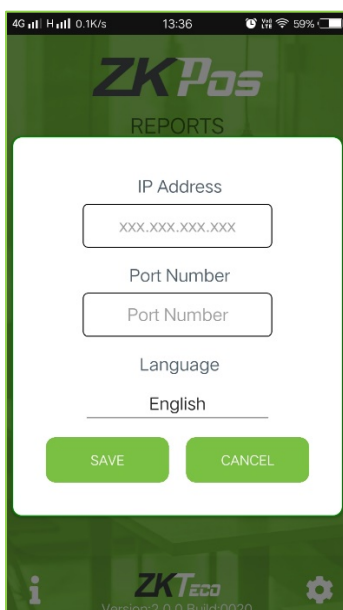 4G H 0.1K/s 13:36 59%
ZKPos
REPORTS
IP Address
xxx.xxx.xxx.xxx
Port Number
Port Number
Language
English
SAVE CANCEL
ZKTeco
Version:2.0.0 Build:0020